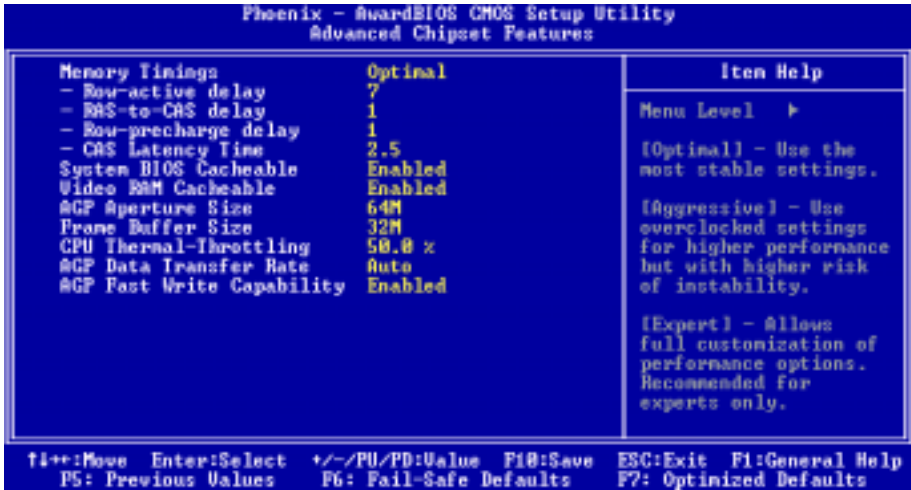 Phoenix - AwardBIOS CMOS Setup Utility
Advanced Chipset Features
Memory Timings Optimal
- Row-active delay 7
- RAS-to-CAS delay 1
- Row-precharge delay 1
- CAS Latency Time 2.5
System BIOS Cacheable Enabled
Video RAM Cacheable Enabled
AGP Aperture Size 64M
Frame Buffer Size 32M
CPU Thermal-Throttling 50.0 %
AGP Data Transfer Rate Auto
AGP Fast Write Capability Enabled
Item Help
Menu Level ▸
[Optimal] - Use the
most stable settings.
[Aggressive] - Use
overclocked settings
for higher performance
but with higher risk
of instability.
[Expert] - Allows
full customization of
performance options.
Recommended for
experts only.
↑↓→←:Move Enter:Select +/-/PU/PD:Value F10:Save ESC:Exit F1:General Help
F5: Previous Values F6: Fail-Safe Defaults F7: Optimized Defaults